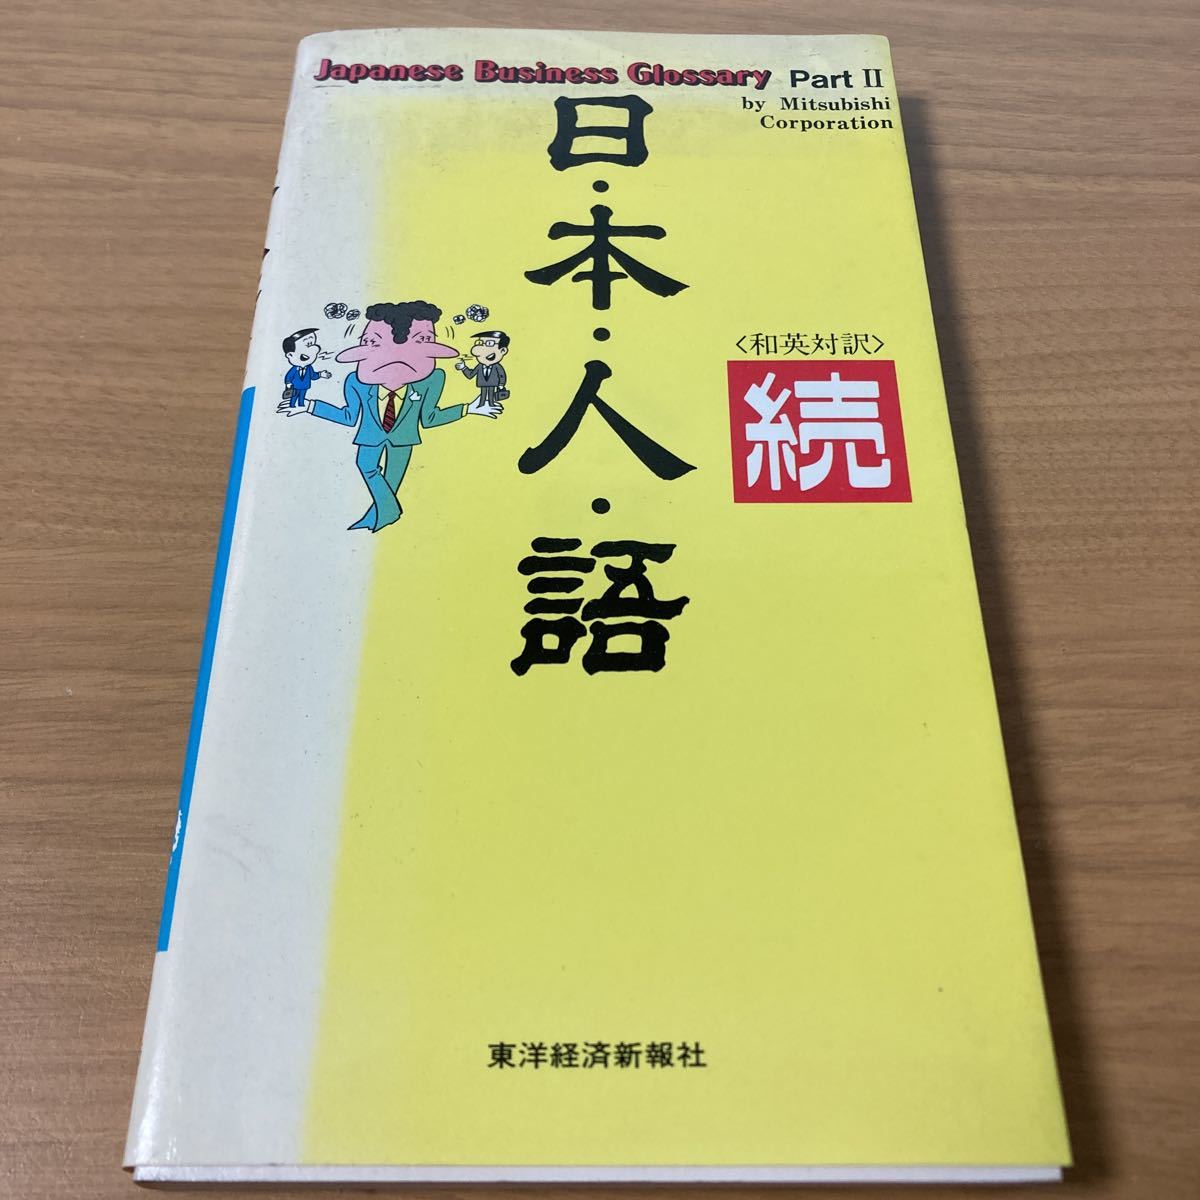 Japanese Business Glossary Part II
by Mitsubishi
Corporation
日・本・人・語
〈和英対訳〉
続
東洋経済新報社